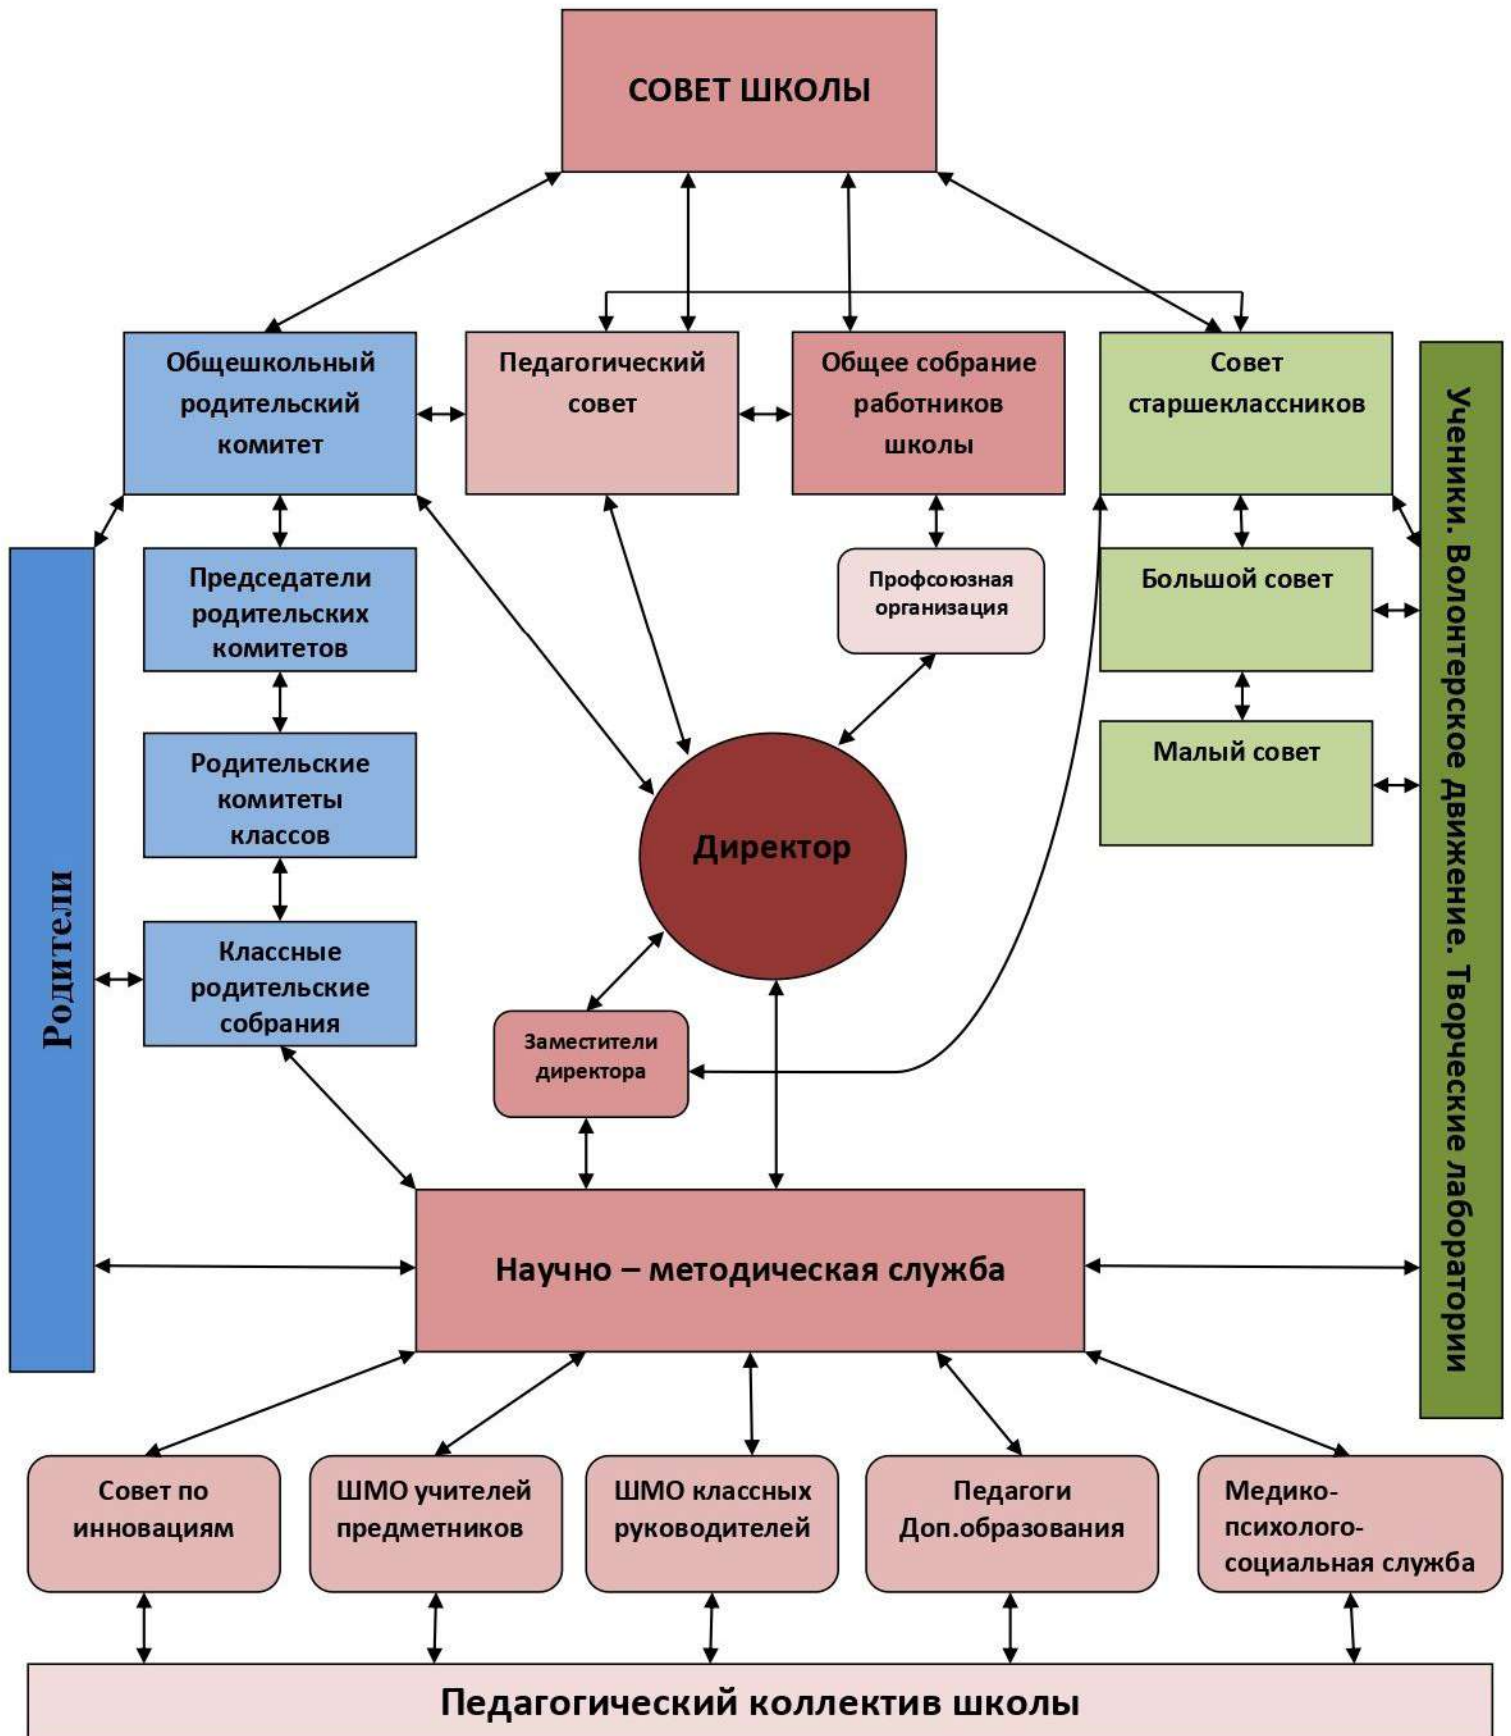 СОВЕТ ШКОЛЫ
Общешкольный
родительский
комитет
Педагогический
совет
Общее собрание
работников
школы
Совет
старшеклассников
Председатели
родительских
комитетов
Профсоюзная
организация
Большой совет
Родительские
комитеты
классов
Малый совет
Директор
Родители
Классные
родительские
собрания
Заместители
директора
Ученики. Волонтерское движение. Творческие лаборатории
Научно – методическая служба
Совет по
инновациям
ШМО учителей
предметников
ШМО классных
руководителей
Педагоги
Доп.образования
Медико-
психолого-
социальная служба
Педагогический коллектив школы